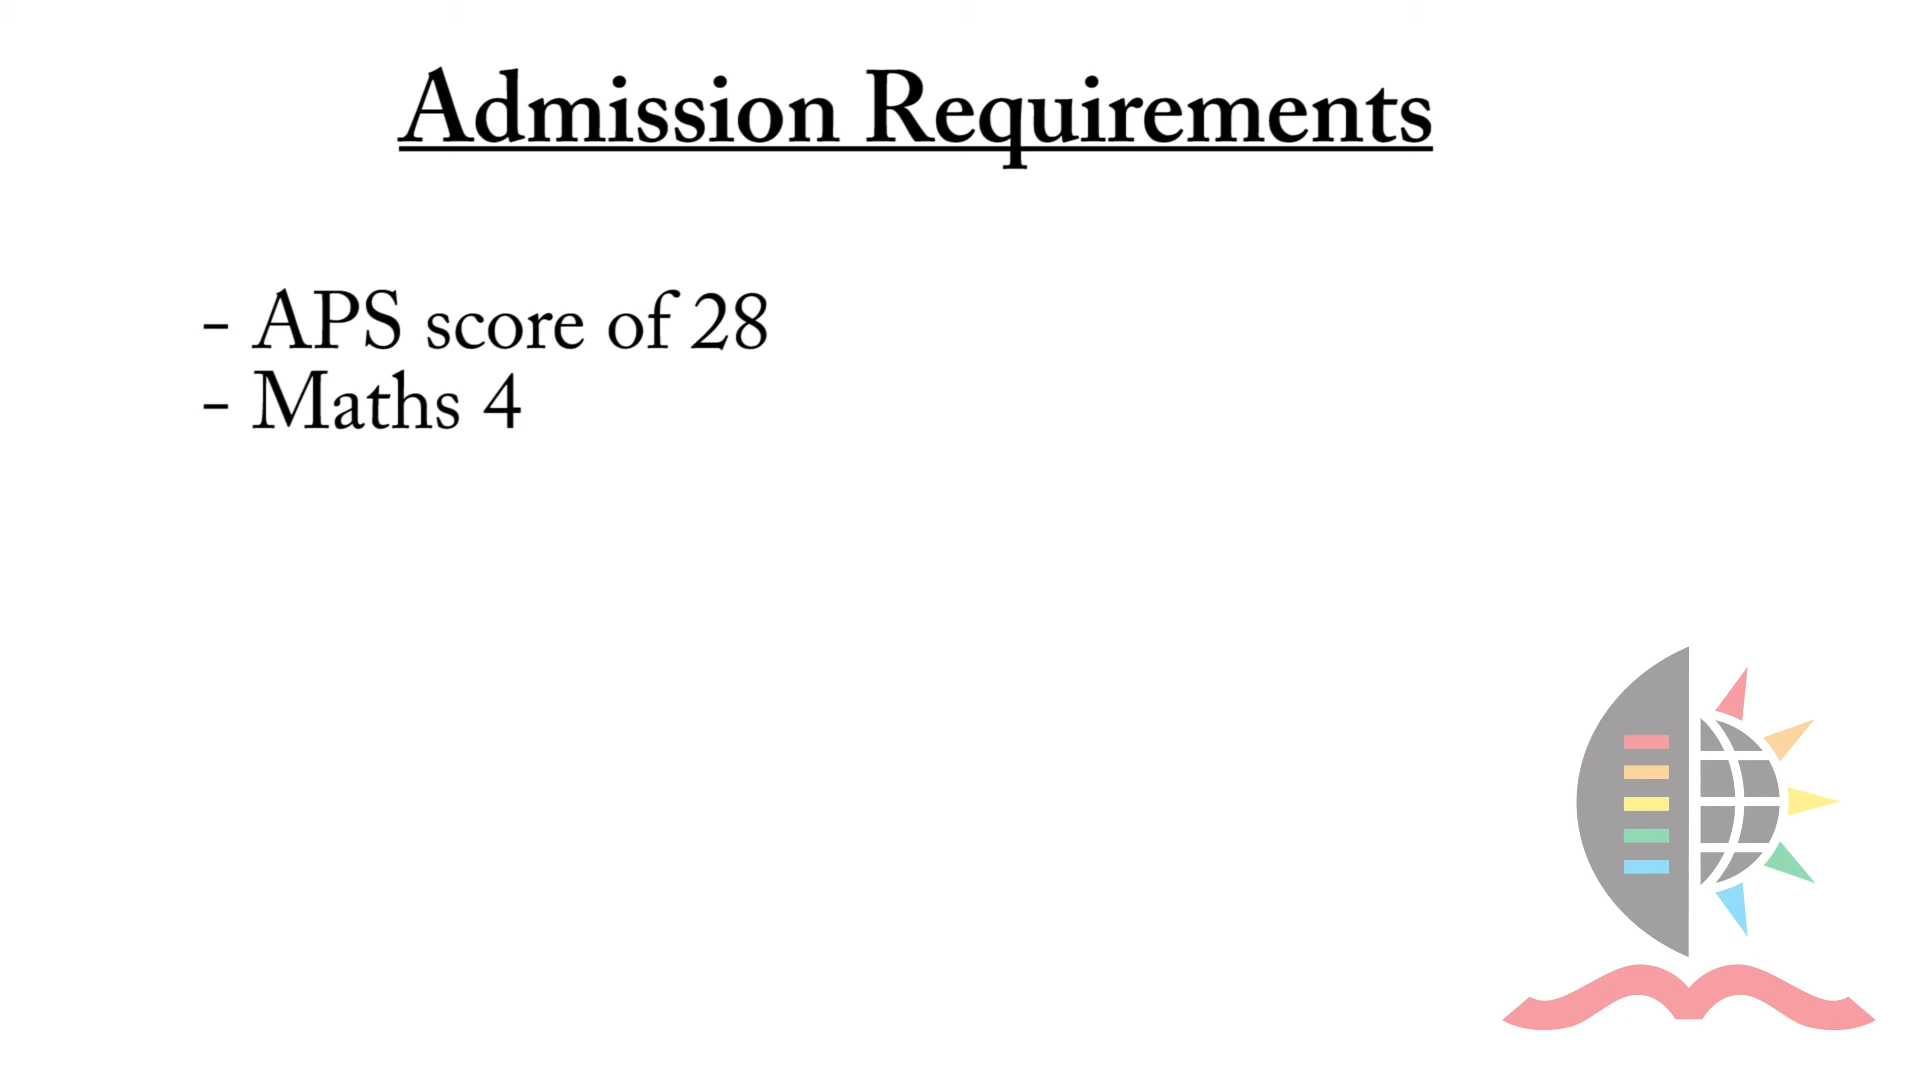 Admission Requirements
- APS score of 28
- Maths 4